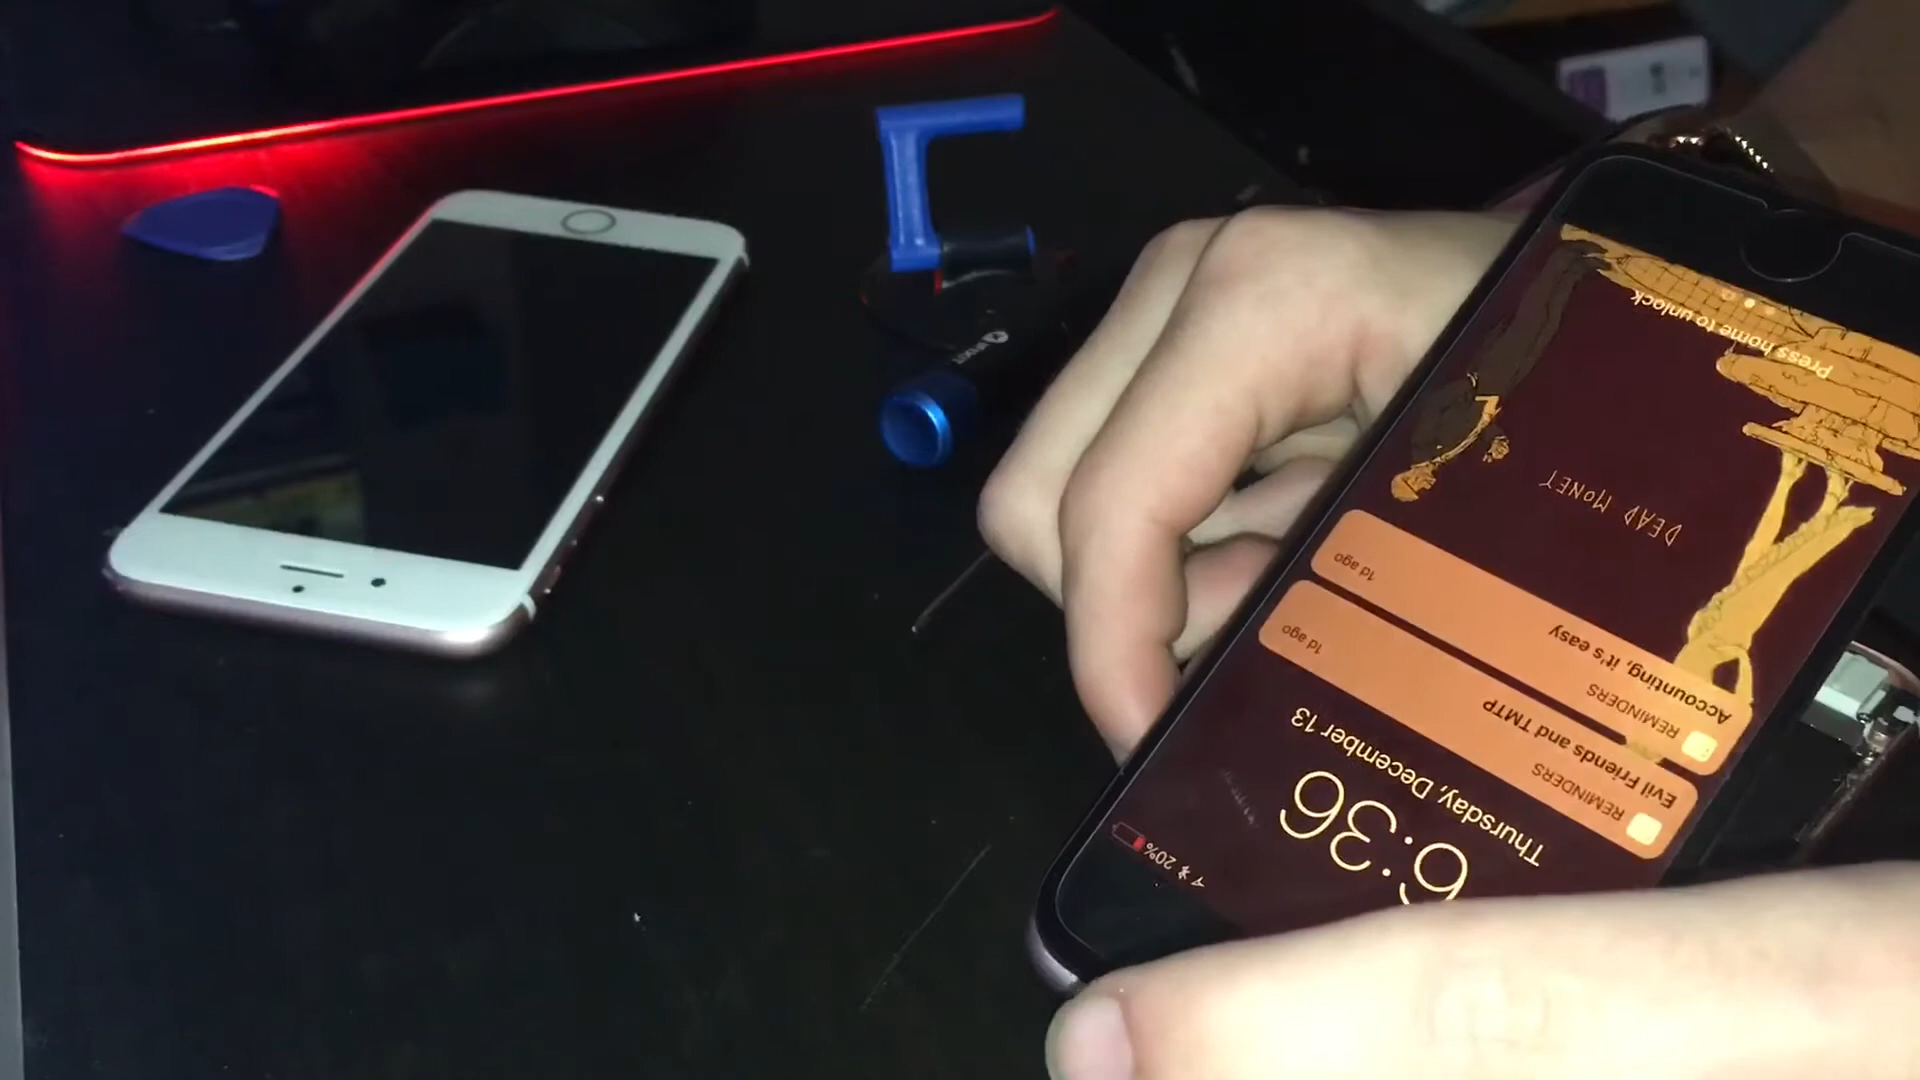 20%
6:36
Thursday, December 13
REMINDERS
Evil Friends and TMTP
1d ago
REMINDERS
Accounting, it's easy
1d ago
DEAD MONEY
Press home to unlock
IFIXIT